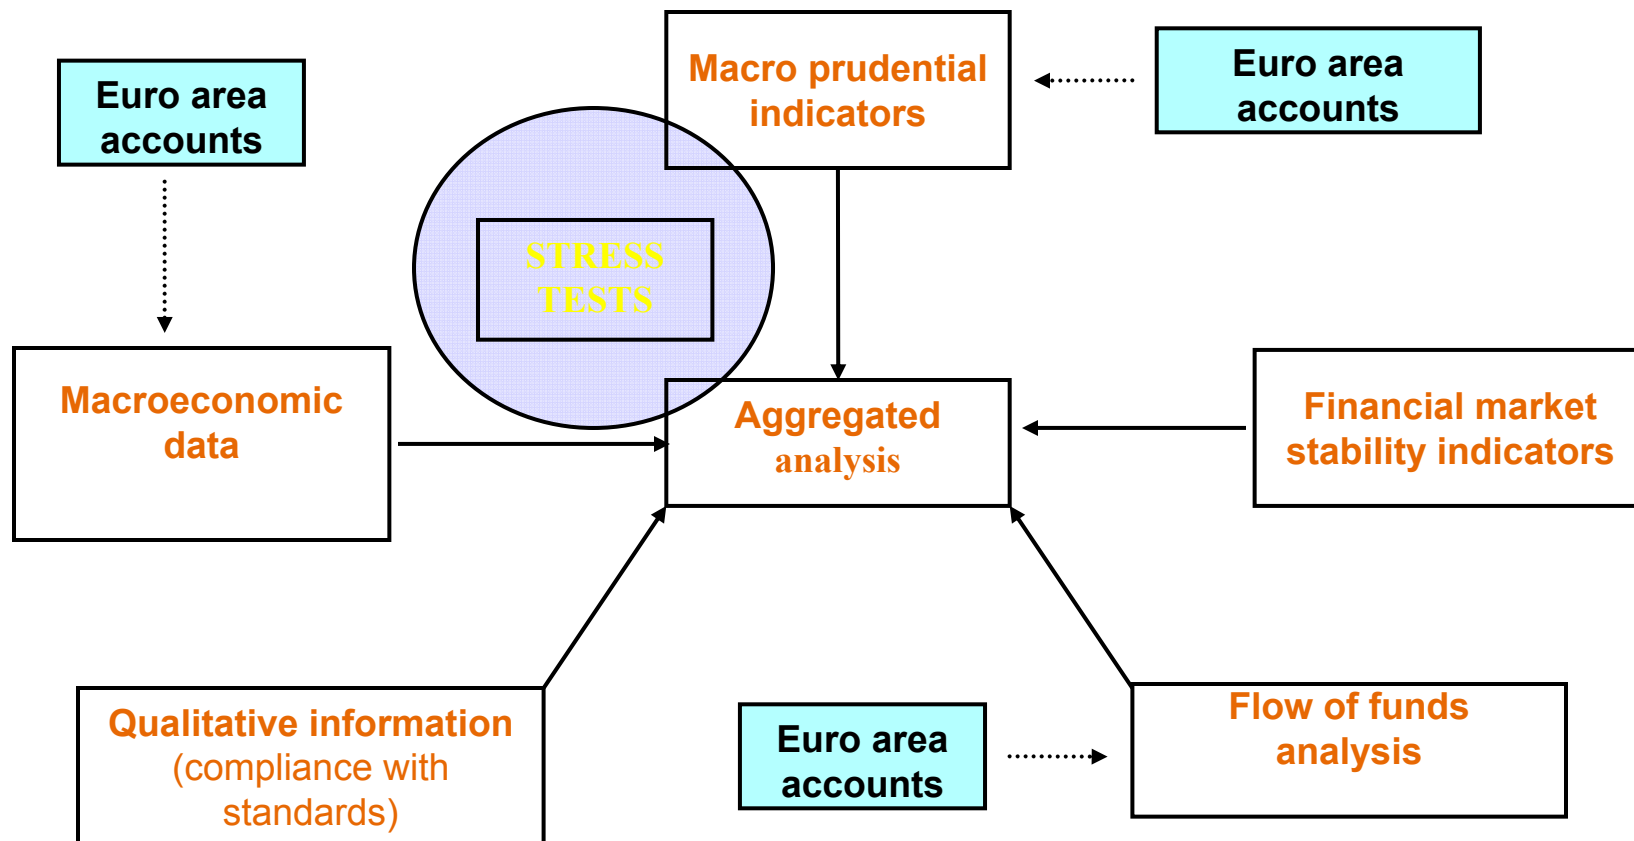 Euro area
accounts
Macro prudential
indicators
Euro area
accounts
STRESS
TESTS
Macroeconomic
data
Aggregated
analysis
Financial market
stability indicators
Qualitative information
(compliance with
standards)
Euro area
accounts
Flow of funds
analysis